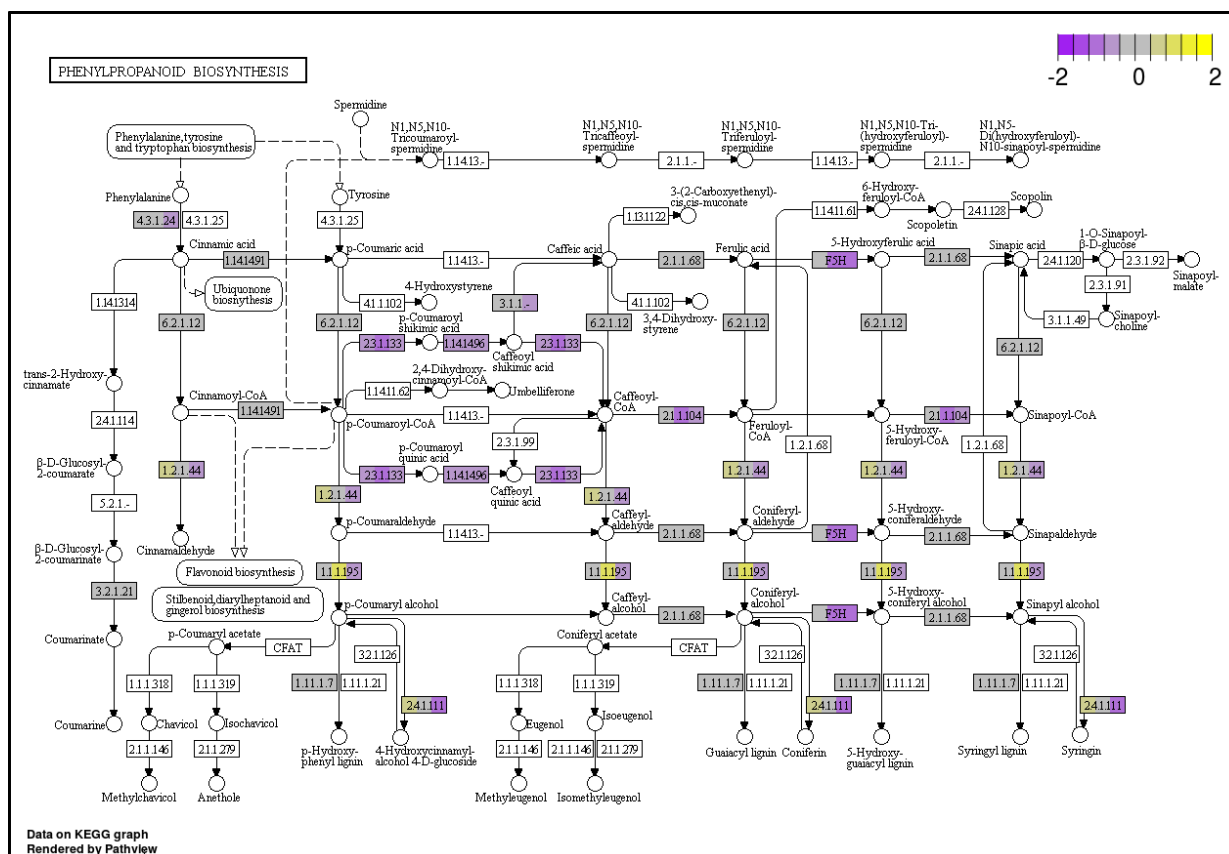 PHENYLPROPANOID BIOSYNTHESIS
-2 0 2
Spermidine
Phenylalanine, tyrosine
and tryptophan biosynthesis
N1,N5,N10-
Tricoumaroyl-
spermidine
N1,N5,N10-
Tricaffeoyl-
spermidine
N1,N5,N10-
Triferuloyl-
spermidine
N1,N5,N10-Tri-
(hydroxyferuloyl)-
spermidine
N1,N5-
Di(hydroxyferuloyl)-
N10-sinapoyl-spermidine
1.14.13.-
2.1.1.-
1.14.13.-
2.1.1.-
Phenylalanine
Tyrosine
3-(2-Carboxyethenyl)-
cis,cis-muconate
6-Hydroxy-
feruloyl-CoA
Scopoletin
Scopolin
4.3.1.24
4.3.1.25
4.3.1.25
1.13.11.22
1.14.11.61
2.4.1.128
Cinnamic acid
p-Coumaric acid
Caffeic acid
Ferulic acid
5-Hydroxyferulic acid
Sinapic acid
1-O-Sinapoyl-
β-D-glucose
1.14.14.91
1.14.13.-
2.1.1.68
F5H
2.1.1.68
2.4.1.120
2.3.1.92
Sinapoyl-
malate
Ubiquonone
biosnythesis
1.14.13.14
4.1.1.102
4-Hydroxystyrene
3.1.1.-
4.1.1.102
3,4-Dihydroxy-
styrene
2.3.1.91
3.1.1.49
Sinapoyl-
choline
6.2.1.12
6.2.1.12
6.2.1.12
6.2.1.12
6.2.1.12
6.2.1.12
p-Coumaroyl
shikimic acid
2.3.1.133
1.14.14.96
2.3.1.133
Caffeoyl
shikimic acid
trans-2-Hydroxy-
cinnamate
Cinnamoyl-CoA
2,4-Dihydroxy-
cinnamoyl-CoA
1.14.11.62
Umbelliferone
1.14.14.91
p-Coumaroyl-CoA
1.14.13.-
Caffeoyl-
CoA
2.1.1.104
Feruloyl-
CoA
5-Hydroxy-
feruloyl-CoA
2.1.1.104
Sinapoyl-CoA
2.4.1.114
2.3.1.99
1.2.1.68
1.2.1.68
β-D-Glucosyl-
2-coumarate
p-Coumaroyl
quinic acid
2.3.1.133
1.14.14.96
2.3.1.133
Caffeoyl
quinic acid
1.2.1.44
1.2.1.44
1.2.1.44
1.2.1.44
1.2.1.44
1.2.1.44
5.2.1.-
Cinnamaldehyde
p-Coumaraldehyde
1.14.13.-
Caffeyl-
aldehyde
2.1.1.68
Coniferyl-
aldehyde
F5H
5-Hydroxy-
coniferaldehyde
2.1.1.68
Sinapaldehyde
β-D-Glucosyl-
2-coumarinate
Flavonoid biosynthesis
Stilbenoid,diarylheptanoid and
gingerol biosynthesis
1.1.1.195
1.1.1.195
1.1.1.195
1.1.1.195
1.1.1.195
3.2.1.21
p-Coumaryl alcohol
Caffeyl-
alcohol
2.1.1.68
Coniferyl-
alcohol
F5H
5-Hydroxy-
coniferyl alcohol
2.1.1.68
Sinapyl alcohol
Coumarinate
p-Coumaryl acetate
CFAT
Coniferyl acetate
CFAT
3.2.1.126
3.2.1.126
3.2.1.126
1.1.1.318
1.1.1.319
1.11.1.7
1.11.1.21
1.1.1.318
1.1.1.319
1.11.1.7
1.11.1.21
1.11.1.7
1.11.1.21
1.11.1.7
1.11.1.21
2.4.1.111
2.4.1.111
2.4.1.111
Coumarine
Chavicol
Isochavicol
Eugenol
Isoeugenol
2.1.1.146
2.1.1.279
p-Hydroxy-
phenyl lignin
4-Hydroxycinnamyl-
alcohol 4-D-glucoside
2.1.1.146
2.1.1.146
2.1.1.279
Guaiacyl lignin
Coniferin
5-Hydroxy-
guaiacyl lignin
Syringyl lignin
Syringin
Methylchavicol
Anethole
Methyleugenol
Isomethyleugenol
Data on KEGG graph
Rendered by Pathview